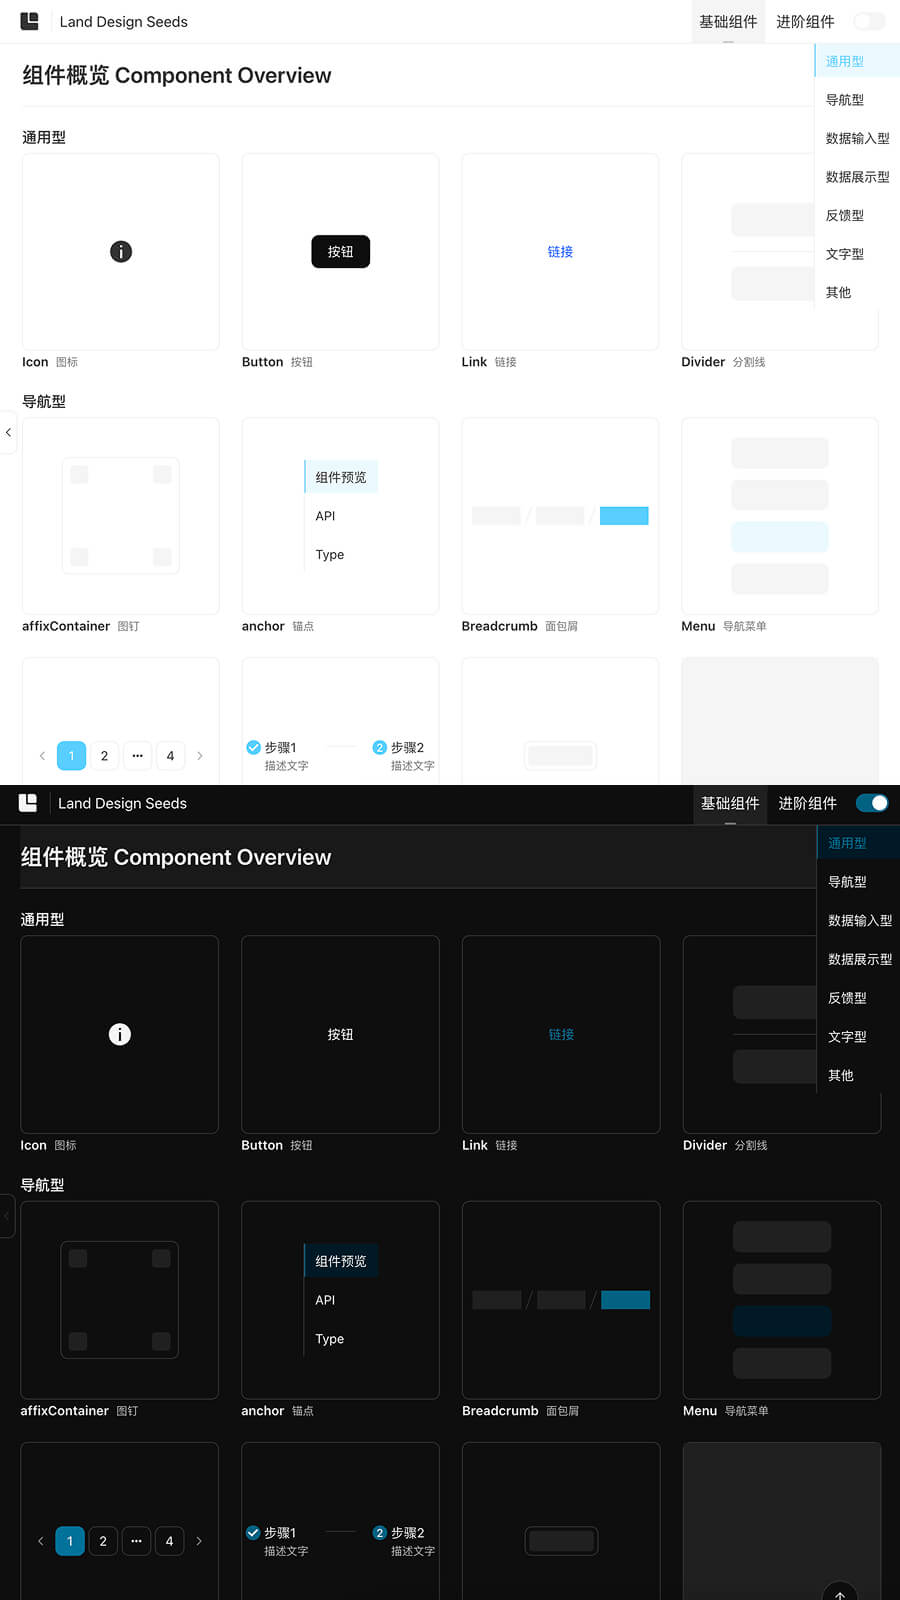 Land Design Seeds
基础组件
进阶组件
组件概览 Component Overview
通用型
导航型
数据输入型
数据展示型
反馈型
文字型
其他
通用型
按钮
链接
Icon 图标
Button 按钮
Link 链接
Divider 分割线
导航型
组件预览
API
Type
affixContainer 图钉
anchor 锚点
Breadcrumb 面包屑
Menu 导航菜单
1 2 ··· 4
步骤1
描述文字
2 步骤2
描述文字
Land Design Seeds
基础组件
进阶组件
组件概览 Component Overview
通用型
导航型
数据输入型
数据展示型
反馈型
文字型
其他
通用型
按钮
链接
Icon 图标
Button 按钮
Link 链接
Divider 分割线
导航型
组件预览
API
Type
affixContainer 图钉
anchor 锚点
Breadcrumb 面包屑
Menu 导航菜单
1 2 ··· 4
步骤1
描述文字
2 步骤2
描述文字